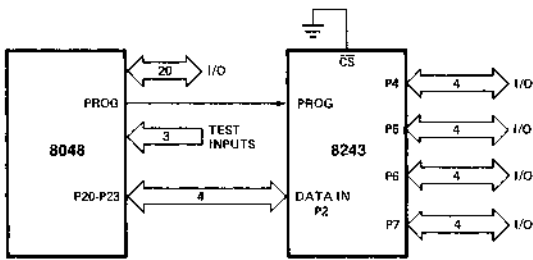 CS
20 I/O
P4 4 I/O
PROG PROG
P5 4 I/O
3 TEST
INPUTS
8048 8243
P6 4 I/O
P20-P23 4 DATA IN
P2
P7 4 I/O